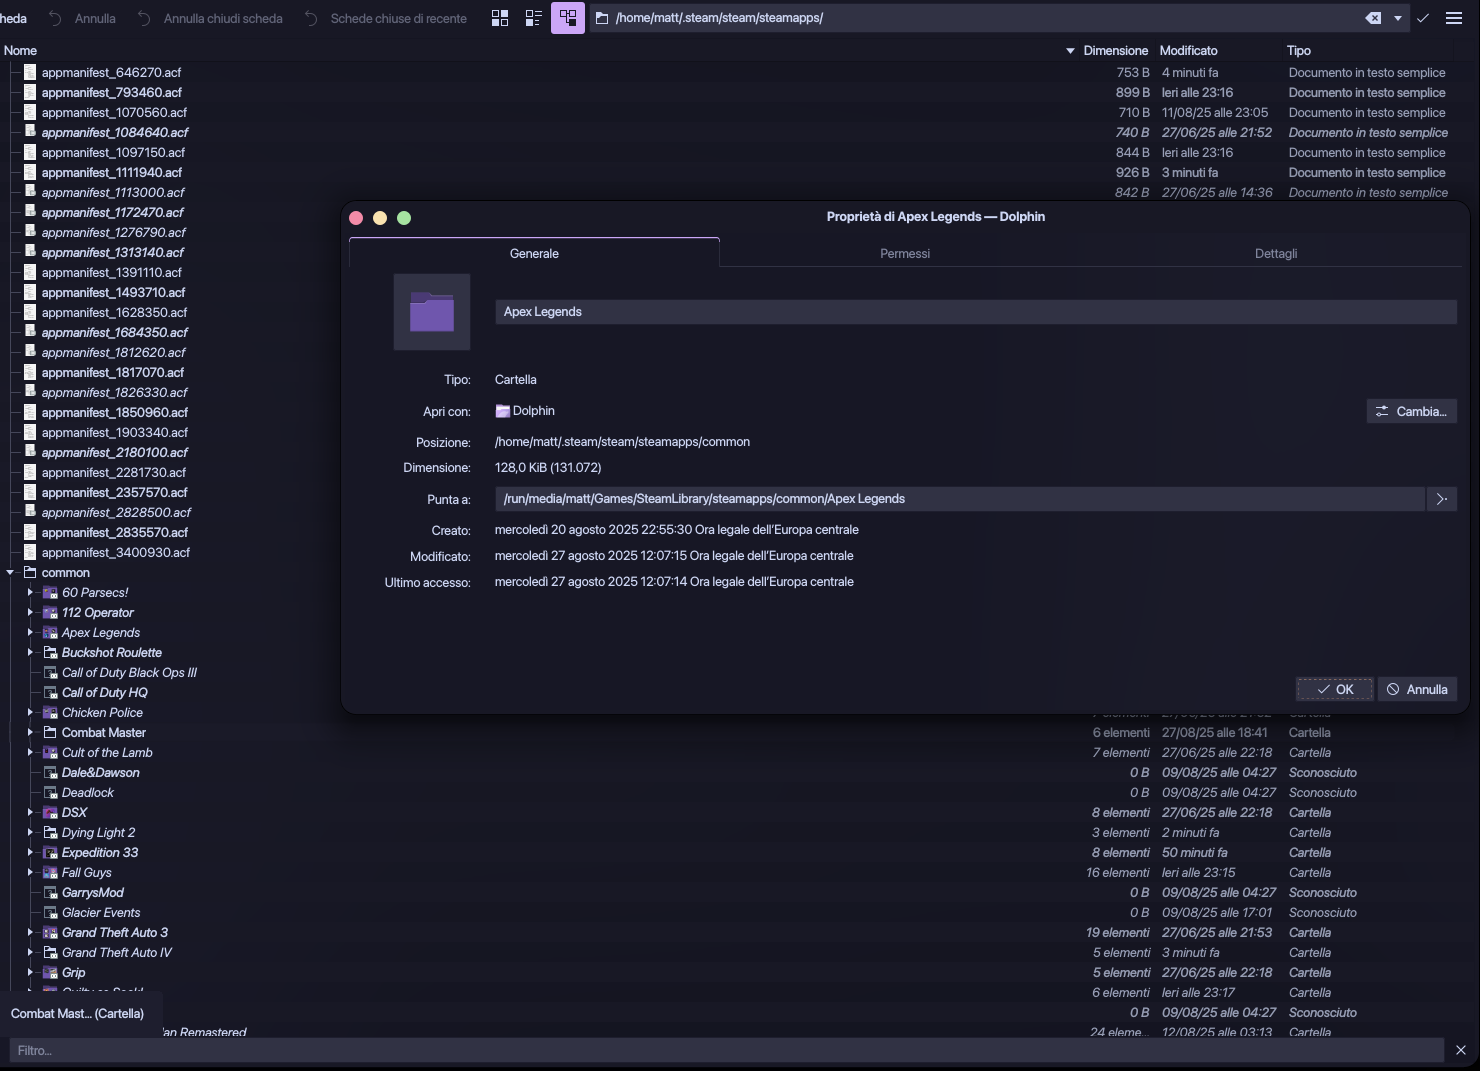 heda Annulla Annulla chiudi scheda Schede chiuse di recente /home/matt/.steam/steam/steamapps/
Nome Dimensione Modificato Tipo
appmanifest_646270.acf 753 B 4 minuti fa Documento in testo semplice
appmanifest_793460.acf 899 B Ieri alle 23:16 Documento in testo semplice
appmanifest_1070560.acf 710 B 11/08/25 alle 23:05 Documento in testo semplice
appmanifest_1084640.acf 740 B 27/06/25 alle 21:52 Documento in testo semplice
appmanifest_1097150.acf 844 B Ieri alle 23:16 Documento in testo semplice
appmanifest_1111940.acf 926 B 3 minuti fa Documento in testo semplice
appmanifest_1113000.acf 842 B 27/06/25 alle 14:36 Documento in testo semplice
appmanifest_1172470.acf
appmanifest_1276790.acf
appmanifest_1313140.acf
appmanifest_1391110.acf
appmanifest_1493710.acf
appmanifest_1628350.acf
appmanifest_1684350.acf
appmanifest_1812620.acf
appmanifest_1817070.acf
appmanifest_1826330.acf
appmanifest_1850960.acf
appmanifest_1903340.acf
appmanifest_2180100.acf
appmanifest_2281730.acf
appmanifest_2357570.acf
appmanifest_2828500.acf
appmanifest_2835570.acf
appmanifest_3400930.acf
common
60 Parsecs!
112 Operator
Apex Legends
Buckshot Roulette
Call of Duty Black Ops III
Call of Duty HQ
Proprietà di Apex Legends — Dolphin
Generale Permessi Dettagli
Apex Legends
Tipo: Cartella
Apri con: Dolphin Cambia...
Posizione: /home/matt/.steam/steam/steamapps/common
Dimensione: 128,0 KiB (131.072)
Punta a: /run/media/matt/Games/SteamLibrary/steamapps/common/Apex Legends
Creato: mercoledì 20 agosto 2025 22:55:30 Ora legale dell'Europa centrale
Modificato: mercoledì 27 agosto 2025 12:07:15 Ora legale dell'Europa centrale
Ultimo accesso: mercoledì 27 agosto 2025 12:07:14 Ora legale dell'Europa centrale
OK Annulla
Chicken Police
Combat Master 6 elementi 27/08/25 alle 18:41 Cartella
Cult of the Lamb 7 elementi 27/06/25 alle 22:18 Cartella
Dale&Dawson 0 B 09/08/25 alle 04:27 Sconosciuto
Deadlock 0 B 09/08/25 alle 04:27 Sconosciuto
DSX 8 elementi 27/06/25 alle 22:18 Cartella
Dying Light 2 3 elementi 2 minuti fa Cartella
Expedition 33 8 elementi 50 minuti fa Cartella
Fall Guys 16 elementi Ieri alle 23:15 Cartella
GarrysMod 0 B 09/08/25 alle 04:27 Sconosciuto
Glacier Events 0 B 09/08/25 alle 17:01 Sconosciuto
Grand Theft Auto 3 19 elementi 27/06/25 alle 21:53 Cartella
Grand Theft Auto IV 5 elementi 3 minuti fa Cartella
Grip 5 elementi 27/06/25 alle 22:18 Cartella
6 elementi Ieri alle 23:17 Cartella
Combat Mast... (Cartella) 0 B 09/08/25 alle 04:27 Sconosciuto
an Remastered 24 eleme... 12/08/25 alle 03:13 Cartella
Filtro...